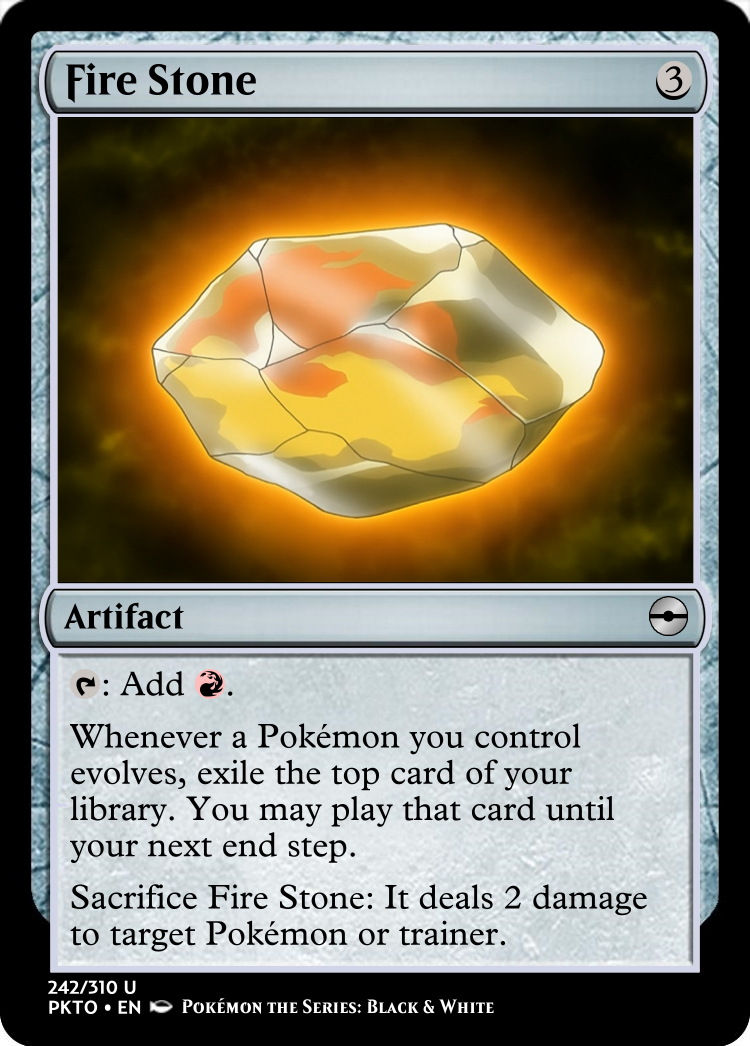 Fire Stone 3
Artifact
: Add .
Whenever a Pokémon you control
evolves, exile the top card of your
library. You may play that card until
your next end step.
Sacrifice Fire Stone: It deals 2 damage
to target Pokémon or trainer.
242/310 U
PKTO • EN Pokémon the Series: Black & White